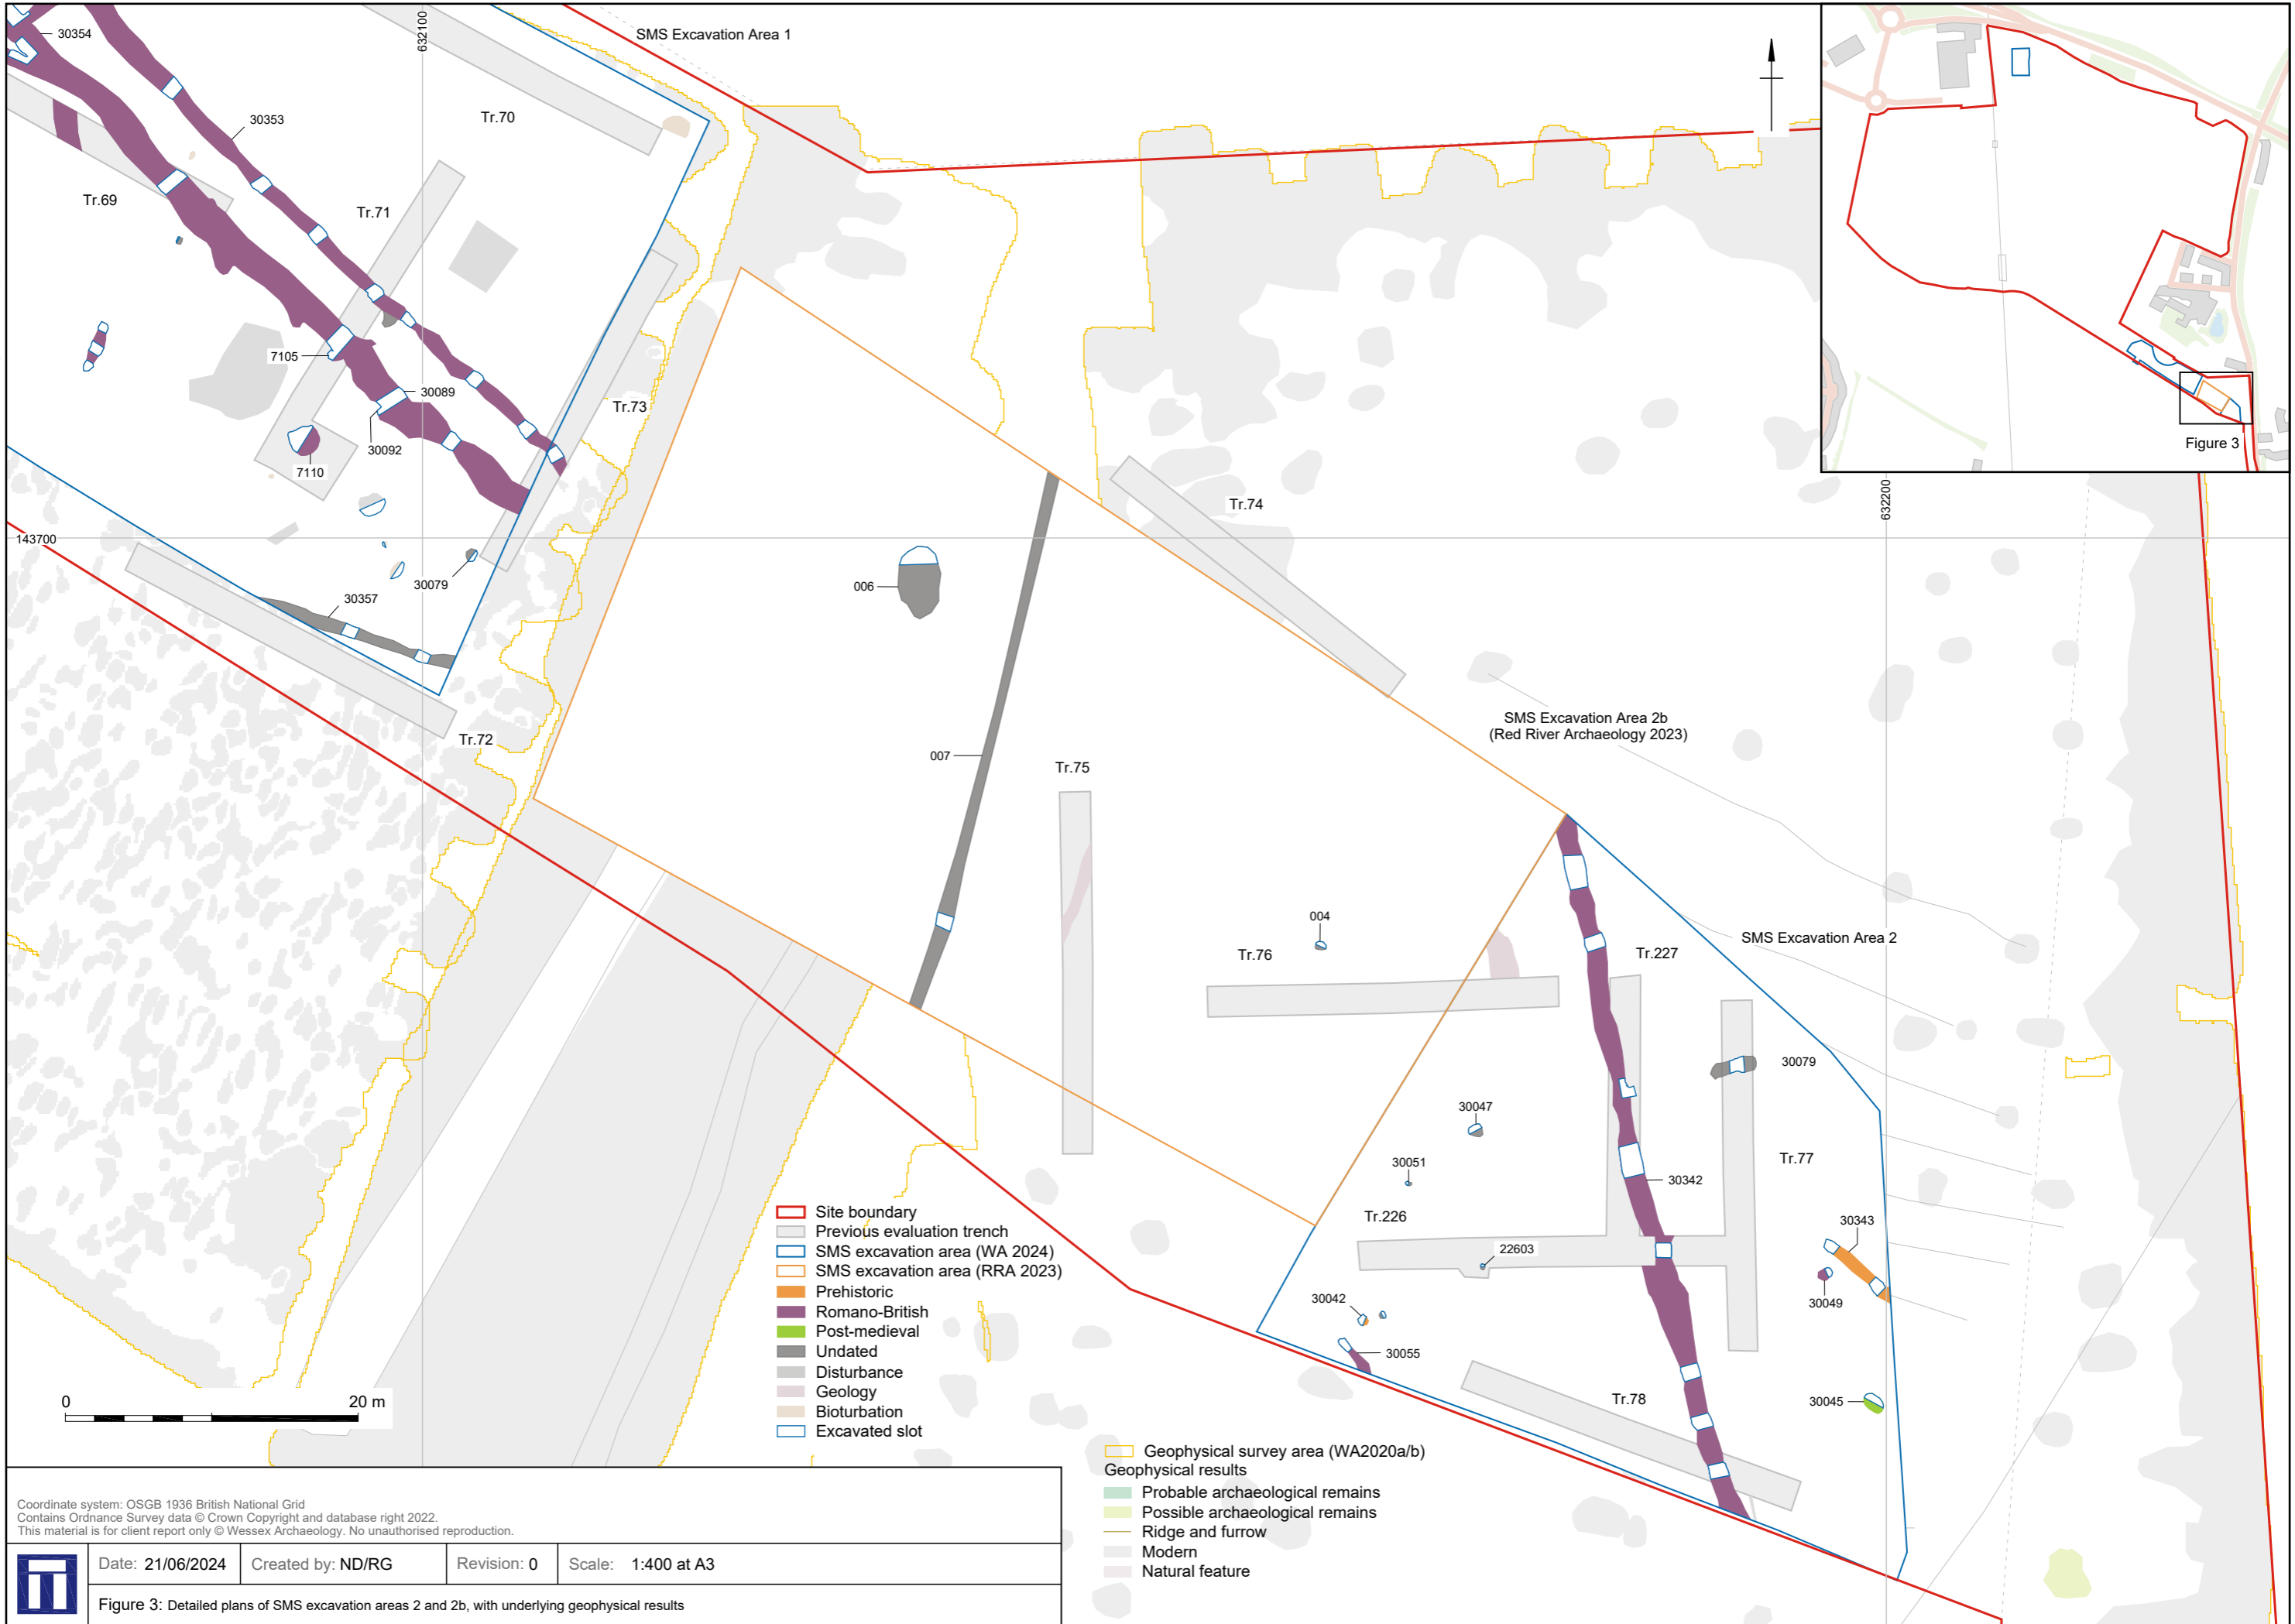 30354
632100
SMS Excavation Area 1
Tr.70
30353
Tr.69
Tr.71
7105
30089
Tr.73
30092
7110
Figure 3
632200
Tr.74
143700
30079
006
30357
SMS Excavation Area 2b
(Red River Archaeology 2023)
Tr.72
007
Tr.75
004
SMS Excavation Area 2
Tr.76
Tr.227
30079
30047
Tr.77
30051
30342
Tr.226
30343
22603
30042
30049
30055
Tr.78
30045
Site boundary
Previous evaluation trench
SMS excavation area (WA 2024)
SMS excavation area (RRA 2023)
Prehistoric
Romano-British
Post-medieval
Undated
Disturbance
Geology
Bioturbation
Excavated slot
0 20 m
Geophysical survey area (WA2020a/b)
Geophysical results
Probable archaeological remains
Possible archaeological remains
Ridge and furrow
Modern
Natural feature
Coordinate system: OSGB 1936 British National Grid
Contains Ordnance Survey data © Crown Copyright and database right 2022.
This material is for client report only © Wessex Archaeology. No unauthorised reproduction.
Date: 21/06/2024 Created by: ND/RG Revision: 0 Scale: 1:400 at A3
Figure 3: Detailed plans of SMS excavation areas 2 and 2b, with underlying geophysical results